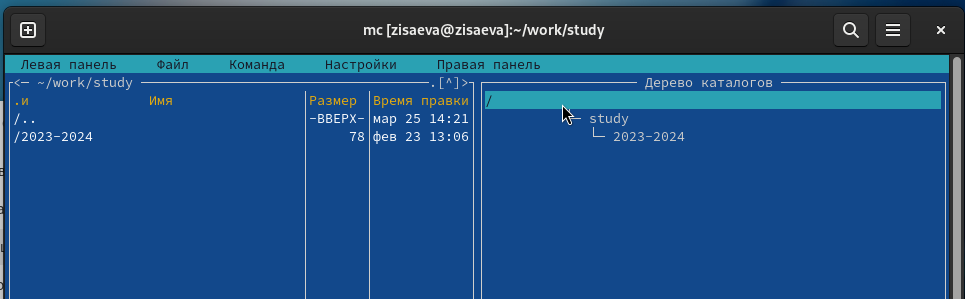 mc [zisaeva@zisaeva]:~/work/study
Левая панель Файл Команда Настройки Правая панель
<─ ~/work/study .[^]>
Дерево каталогов
.и Имя Размер Время правки
/.. -ВВЕРХ- мар 25 14:21
/2023-2024 78 фев 23 13:06
/
study
2023-2024